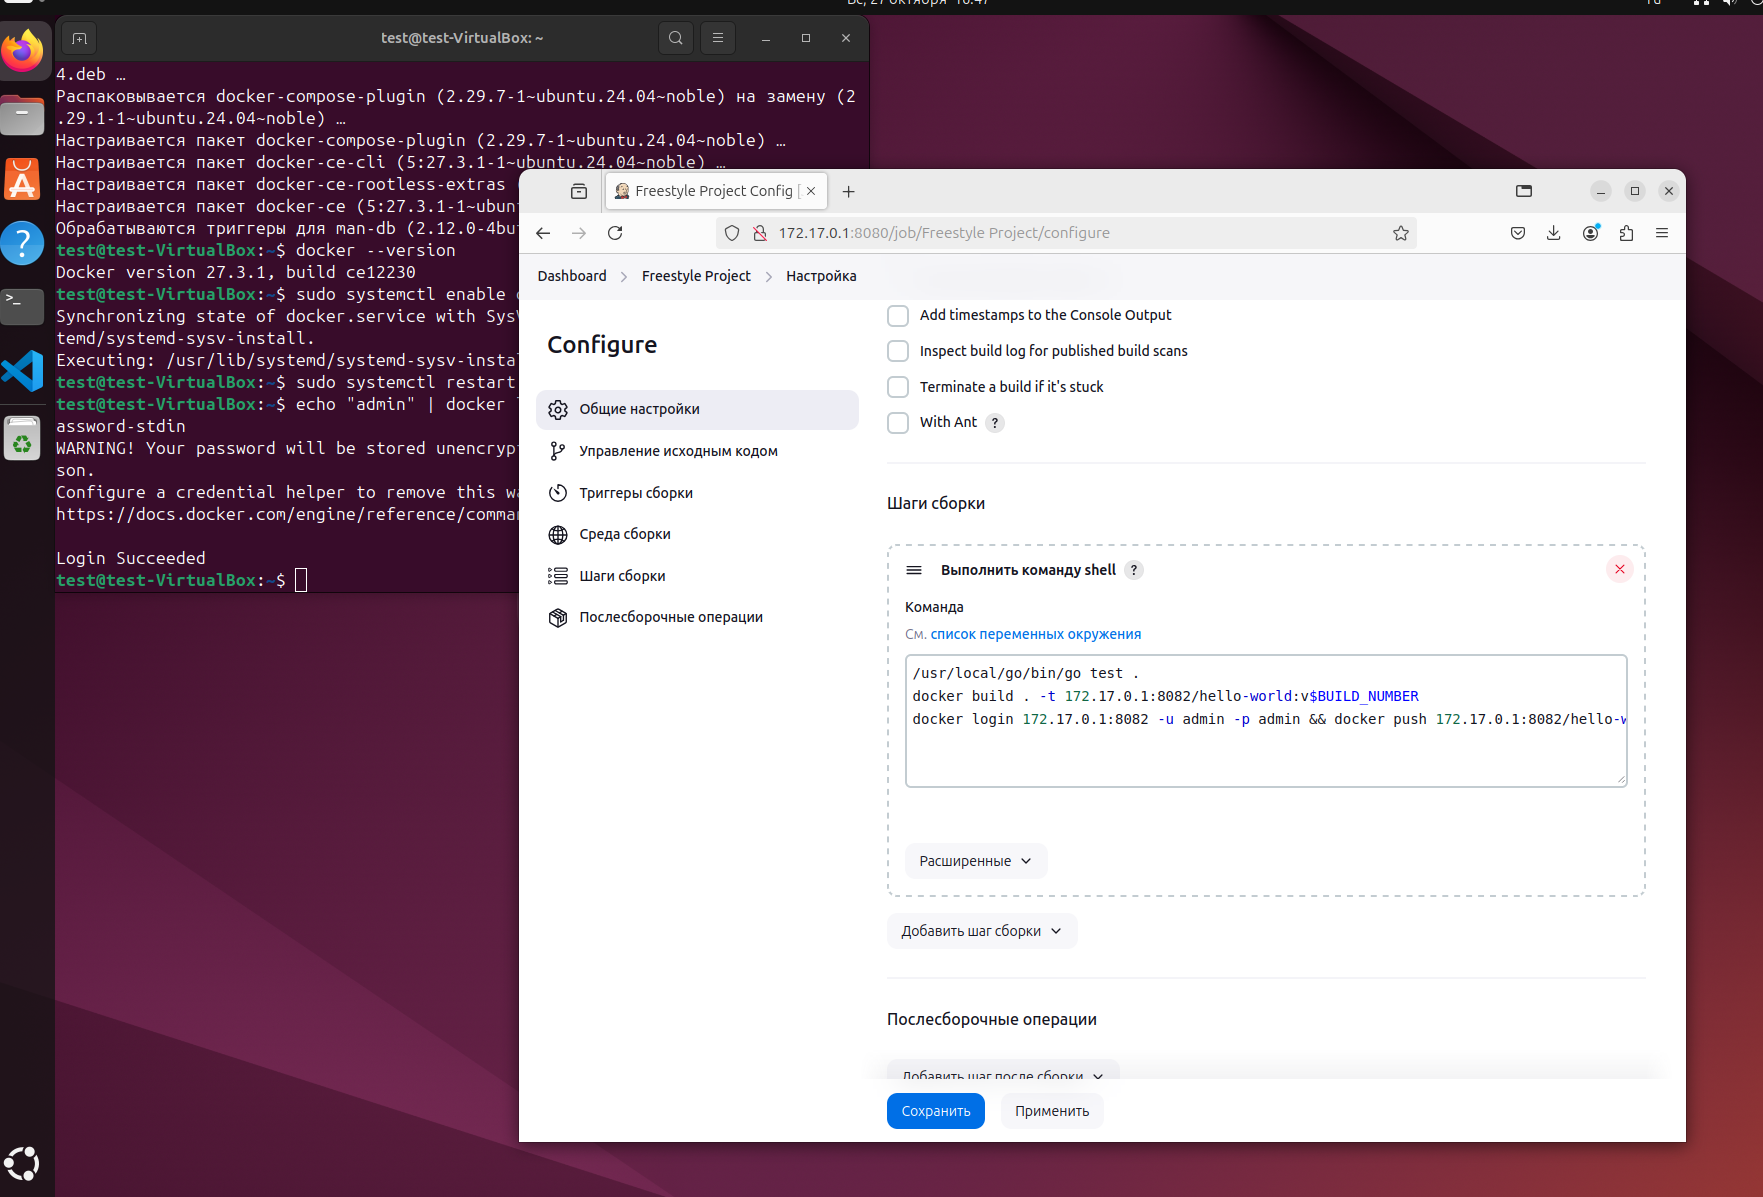 test@test-VirtualBox: ~
4.deb …
Распаковывается docker-compose-plugin (2.29.7-1~ubuntu.24.04~noble) на замену (2
.29.1-1~ubuntu.24.04~noble) …
Настраивается пакет docker-compose-plugin (2.29.7-1~ubuntu.24.04~noble) …
Настраивается пакет docker-ce-cli (5:27.3.1-1~ubuntu.24.04~noble) …
Настраивается пакет docker-ce-rootless-extras
Настраивается пакет docker-ce (5:27.3.1-1~ubun
Обрабатываются триггеры для man-db (2.12.0-4bu
test@test-VirtualBox:~$ docker --version
Docker version 27.3.1, build ce12230
test@test-VirtualBox:~$ sudo systemctl enable
Synchronizing state of docker.service with Sys
temd/systemd-sysv-install.
Executing: /usr/lib/systemd/systemd-sysv-instal
test@test-VirtualBox:~$ sudo systemctl restart
test@test-VirtualBox:~$ echo "admin" | docker
assword-stdin
WARNING! Your password will be stored unencryp
son.
Configure a credential helper to remove this wa
https://docs.docker.com/engine/reference/comman
Login Succeeded
test@test-VirtualBox:~$
Freestyle Project Config [
172.17.0.1:8080/job/Freestyle Project/configure
Dashboard > Freestyle Project > Настройка
Configure
Общие настройки
Управление исходным кодом
Триггеры сборки
Среда сборки
Шаги сборки
Послесборочные операции
Add timestamps to the Console Output
Inspect build log for published build scans
Terminate a build if it's stuck
With Ant ?
Шаги сборки
Выполнить команду shell ?
Команда
См. список переменных окружения
/usr/local/go/bin/go test .
docker build . -t 172.17.0.1:8082/hello-world:v$BUILD_NUMBER
docker login 172.17.0.1:8082 -u admin -p admin && docker push 172.17.0.1:8082/hello-w
Расширенные
Добавить шаг сборки
Послесборочные операции
Добавить шаг после сборки
Сохранить
Применить